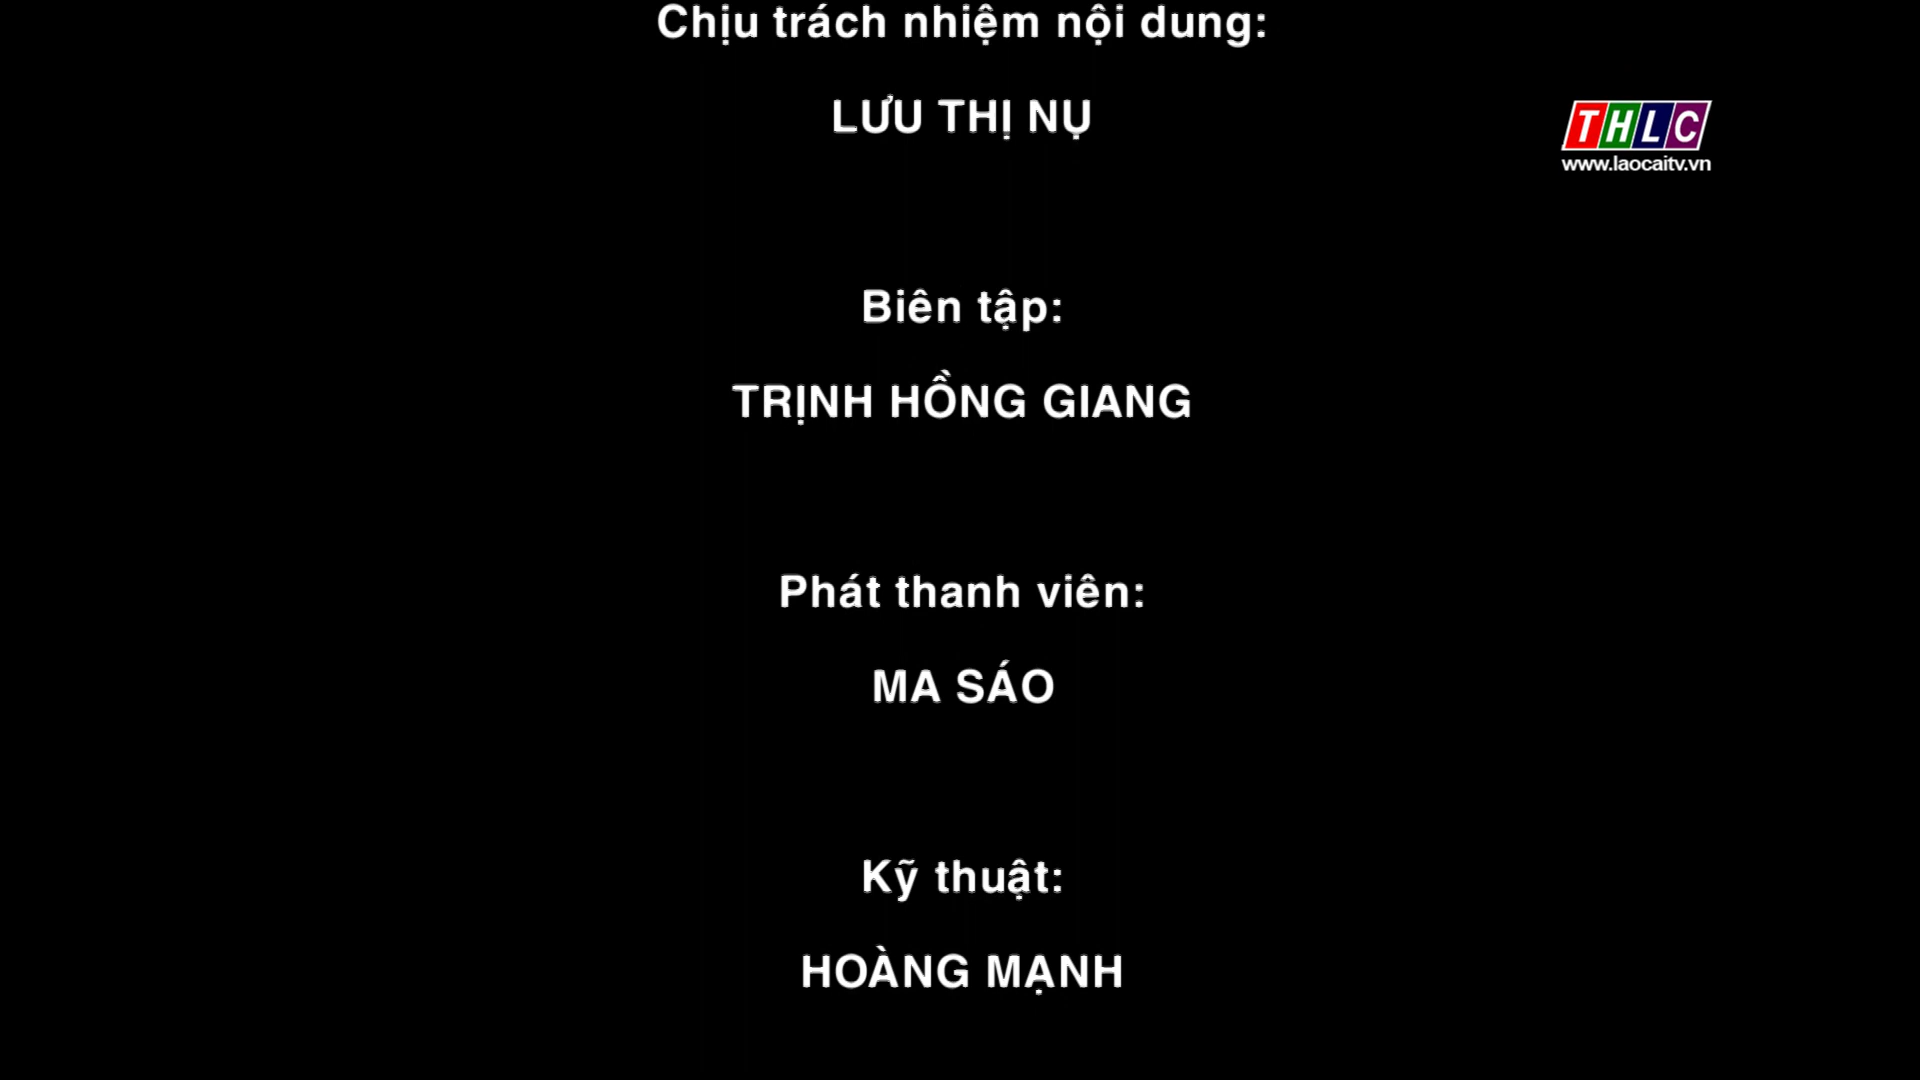 Chịu trách nhiệm nội dung:
LƯU THỊ NỤ
THLC
www.laocaitv.vn
Biên tập:
TRỊNH HỒNG GIANG
Phát thanh viên:
MA SÁO
Kỹ thuật:
HOÀNG MẠNH